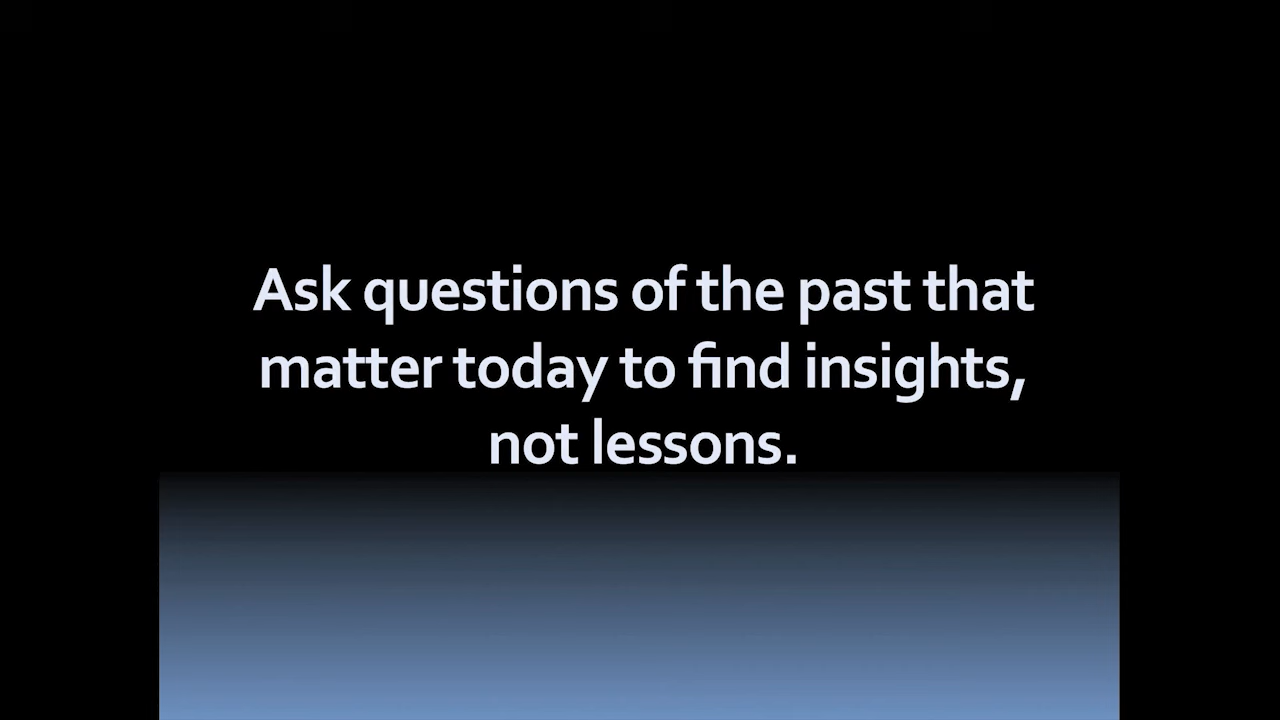 Ask questions of the past that
matter today to find insights,
not lessons.